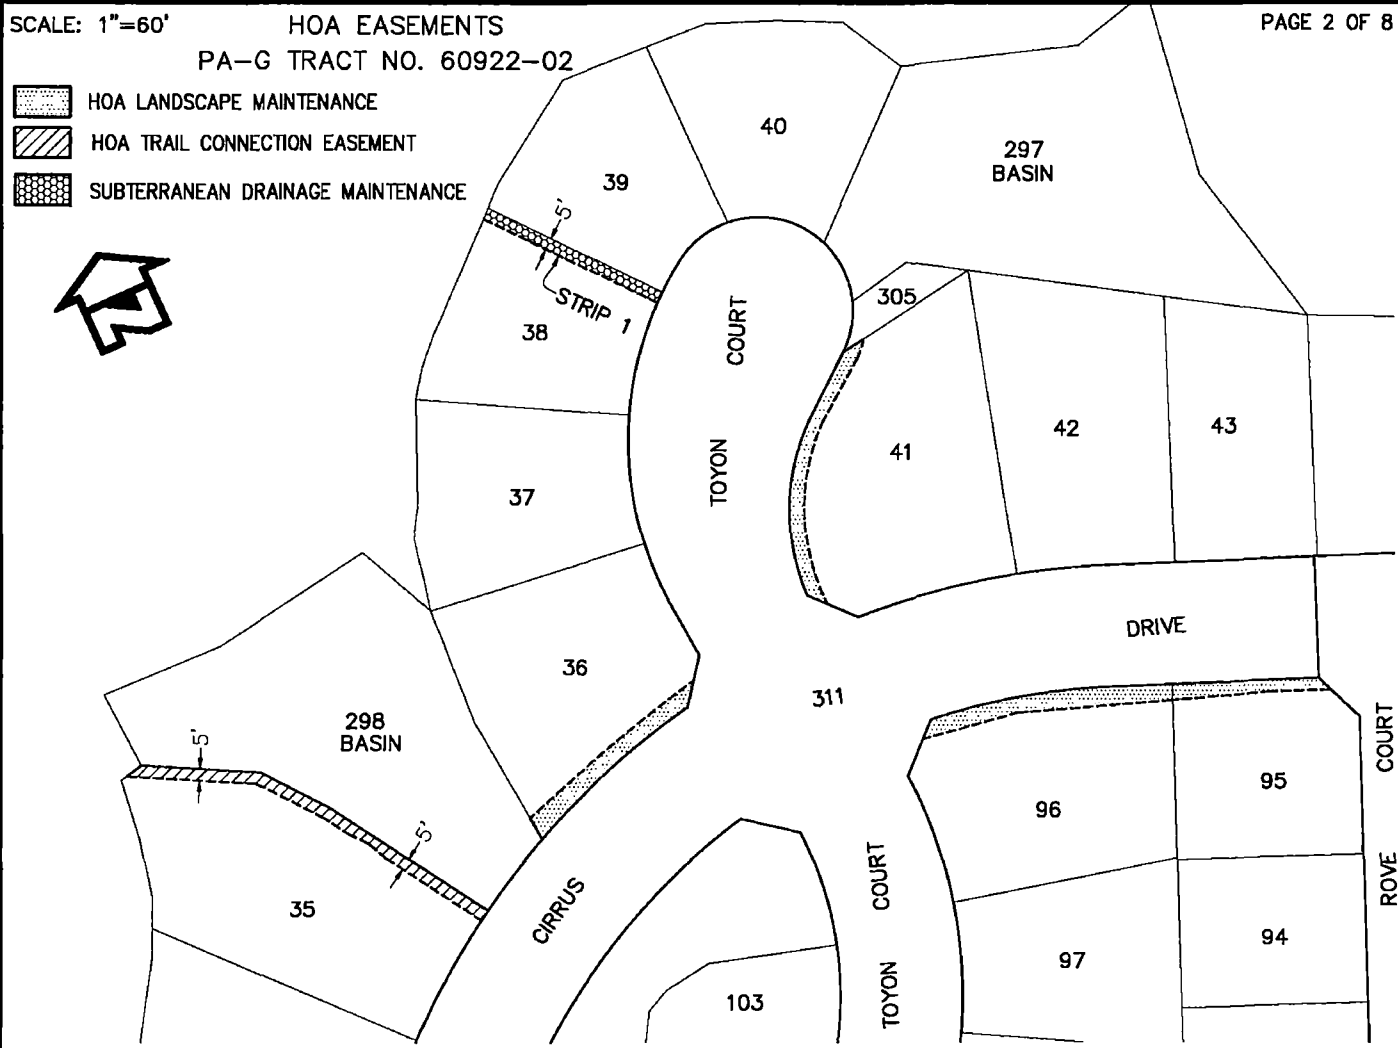 SCALE: 1"=60'
HOA EASEMENTS
PAGE 2 OF 8
PA-G TRACT NO. 60922-02
HOA LANDSCAPE MAINTENANCE
HOA TRAIL CONNECTION EASEMENT
SUBTERRANEAN DRAINAGE MAINTENANCE
40
297
BASIN
39
5'
STRIP 1
38
305
TOYON COURT
41
42
43
37
36
DRIVE
311
298
BASIN
5'
5'
35
CIRRUS
96
95
TOYON COURT
ROVE COURT
103
97
94